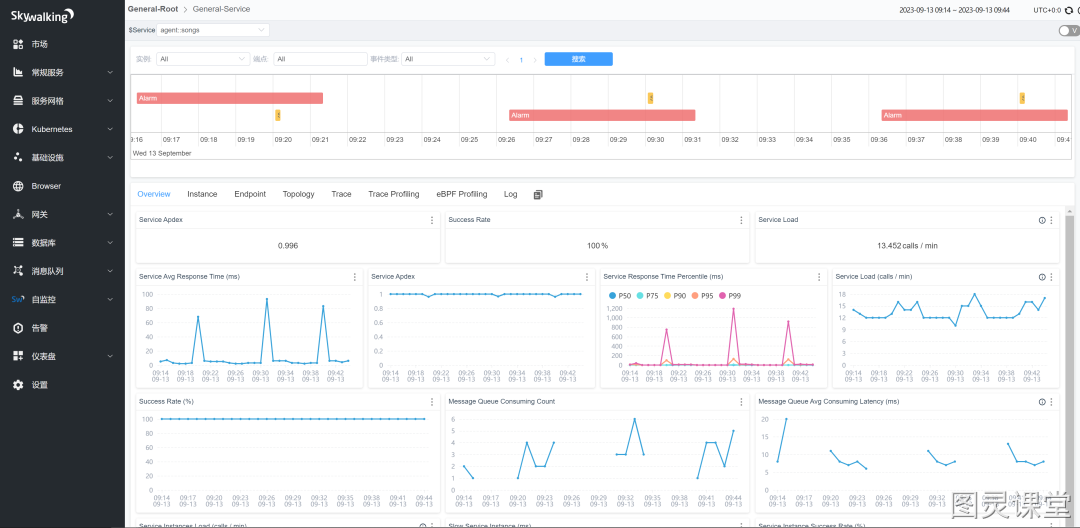 Skywalking
市场
常规服务
服务网格
Kubernetes
基础设施
Browser
网关
数据库
消息队列
自监控
告警
仪表盘
设置
General-Root > General-Service
2023-09-13 09:14 ~ 2023-09-13 09:44
UTC+0:0
$Service agent::songs
V
实例: All 端点: All 事件类型: All < 1 > 搜索
Alarm
Alarm
Alarm
9:16 09:17 09:18 09:19 09:20 09:21 09:22 09:23 09:24 09:25 09:26 09:27 09:28 09:29 09:30 09:31 09:32 09:33 09:34 09:35 09:36 09:37 09:38 09:39 09:40 09:4
Wed 13 September
Overview Instance Endpoint Topology Trace Trace Profiling eBPF Profiling Log
Service Apdex
0.996
Success Rate
100 %
Service Load
13.452 calls / min
Service Avg Response Time (ms)
100
80
60
40
20
0
09:14 09:18 09:22 09:26 09:30 09:34 09:38 09:42
09-13 09-13 09-13 09-13 09-13 09-13 09-13 09-13
Service Apdex
1
0.8
0.6
0.4
0.2
0
09:14 09:18 09:22 09:26 09:30 09:34 09:38 09:42
09-13 09-13 09-13 09-13 09-13 09-13 09-13 09-13
Service Response Time Percentile (ms)
P50 P75 P90 P95 P99
1,200
1,000
800
600
400
200
0
09:14 09:18 09:22 09:26 09:30 09:34 09:38 09:42
09-13 09-13 09-13 09-13 09-13 09-13 09-13 09-13
Service Load (calls / min)
18
15
12
9
6
3
0
09:14 09:18 09:22 09:26 09:30 09:34 09:38 09:42
09-13 09-13 09-13 09-13 09-13 09-13 09-13 09-13
Success Rate (%)
100
80
60
40
20
0
09:14 09:17 09:20 09:23 09:26 09:29 09:32 09:35 09:38 09:41 09:44
09-13 09-13 09-13 09-13 09-13 09-13 09-13 09-13 09-13 09-13 09-13
Message Queue Consuming Count
6
5
4
3
2
1
0
09:14 09:17 09:20 09:23 09:26 09:29 09:32 09:35 09:38 09:41 09:44
09-13 09-13 09-13 09-13 09-13 09-13 09-13 09-13 09-13 09-13 09-13
Message Queue Avg Consuming Latency (ms)
20
15
10
5
0
09:14 09:17 09:20 09:23 09:26 09:29 09:32
09-13 09-13 09-13 09-13 09-13 09-13 09-13
图灵课堂
Service Instances Load (calls / min)
Slow Service Instance (ms)
Service Instance Success Rate (%)